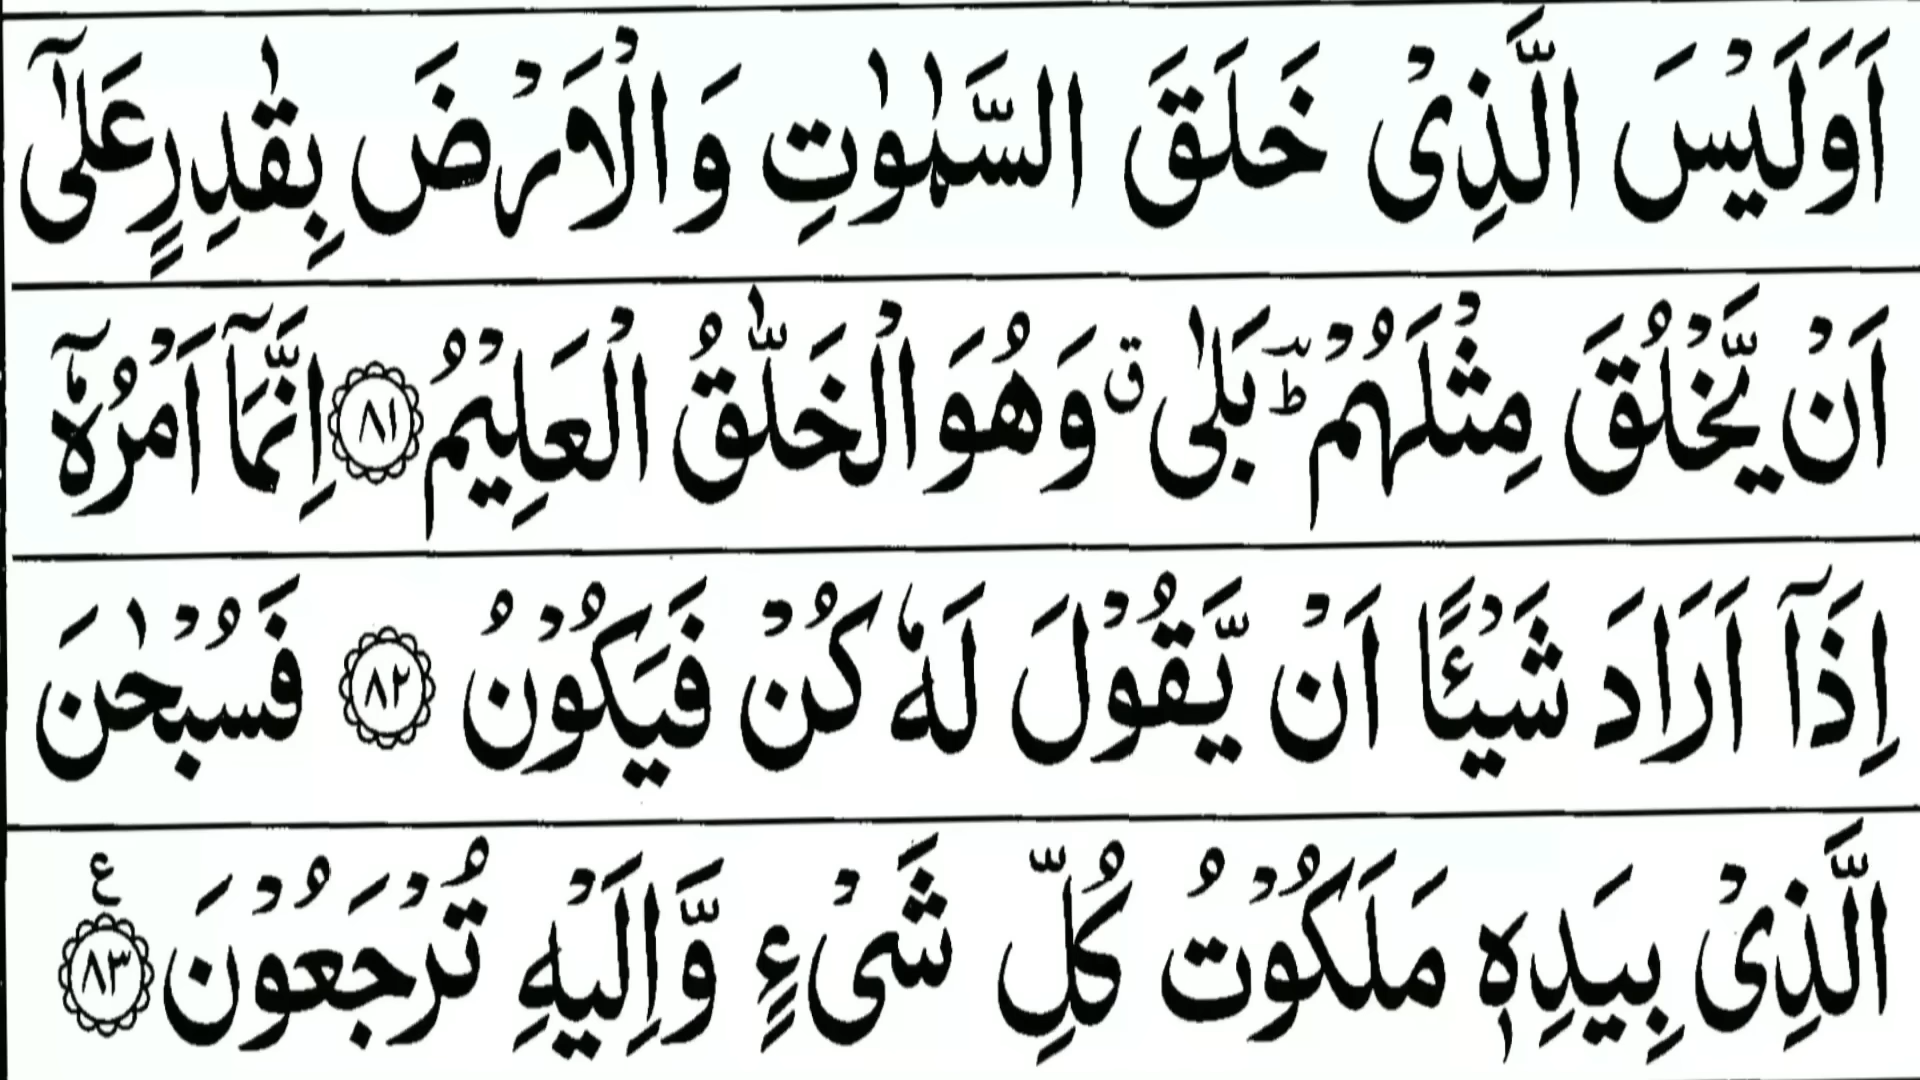 اَوَلَيْسَ الَّذِىْ خَلَقَ السَّمٰوٰتِ وَالْاَرْضَ بِقٰدِرٍ عَلٰٓى
اَنْ يَّخْلُقَ مِثْلَهُمْ ؕ بَلٰى ۗ وَهُوَ الْخَلّٰقُ الْعَلِيْمُ ﴿۸۱﴾ اِنَّمَاۤ اَمْرُهٗۤ
اِذَاۤ اَرَادَ شَيْـًٔا اَنْ يَّقُوْلَ لَهٗ كُنْ فَيَكُوْنُ ﴿۸۲﴾ فَسُبْحٰنَ
الَّذِىْ بِيَدِهٖ مَلَكُوْتُ كُلِّ شَىْءٍ وَّاِلَيْهِ تُرْجَعُوْنَ ﴿۸۳﴾ ع